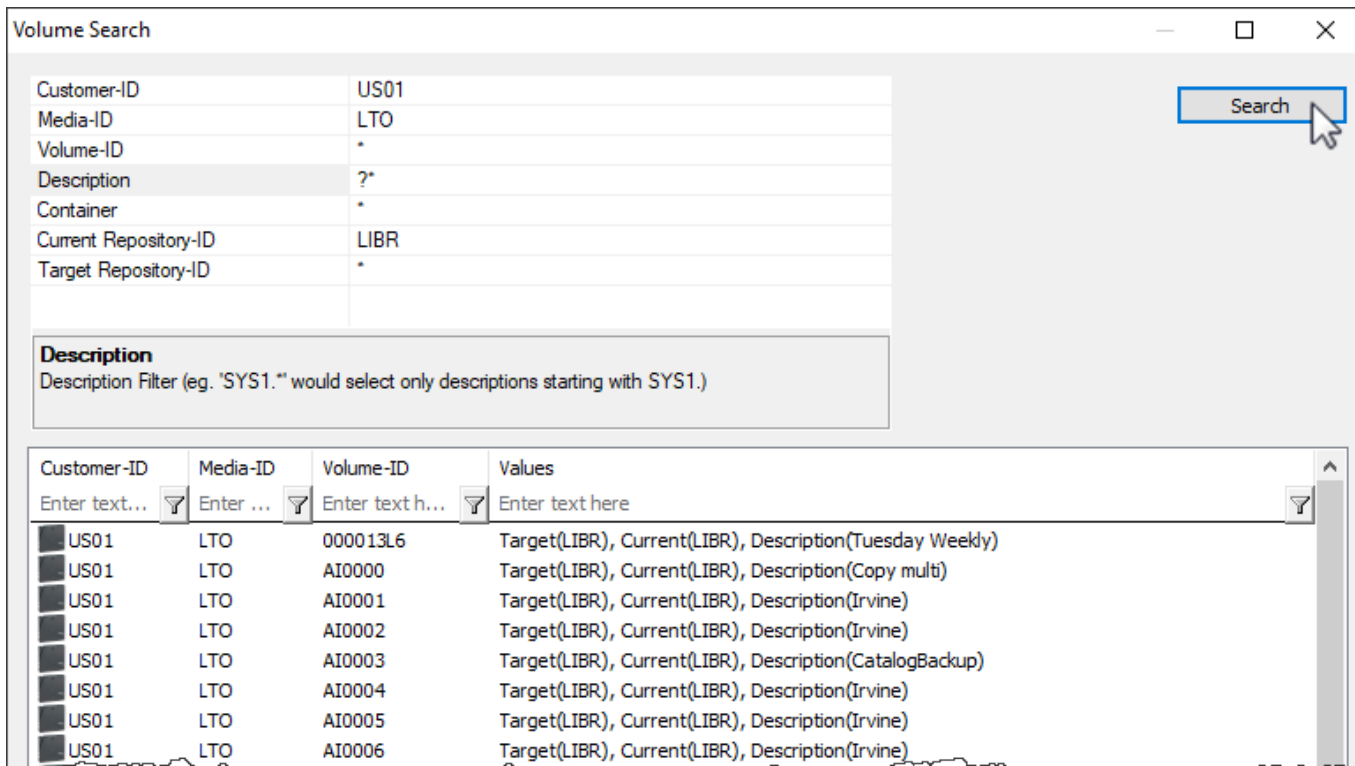 Volume Search
Customer-ID US01
Media-ID LTO
Volume-ID *
Description ?*
Container *
Current Repository-ID LIBR
Target Repository-ID *
Search
Description
Description Filter (eg. 'SYS1.*' would select only descriptions starting with SYS1.)
Customer-ID Media-ID Volume-ID Values
Enter text... Enter ... Enter text h... Enter text here
US01 LTO 000013L6 Target(LIBR), Current(LIBR), Description(Tuesday Weekly)
US01 LTO AI0000 Target(LIBR), Current(LIBR), Description(Copy multi)
US01 LTO AI0001 Target(LIBR), Current(LIBR), Description(Irvine)
US01 LTO AI0002 Target(LIBR), Current(LIBR), Description(Irvine)
US01 LTO AI0003 Target(LIBR), Current(LIBR), Description(CatalogBackup)
US01 LTO AI0004 Target(LIBR), Current(LIBR), Description(Irvine)
US01 LTO AI0005 Target(LIBR), Current(LIBR), Description(Irvine)
US01 LTO AI0006 Target(LIBR), Current(LIBR), Description(Irvine)